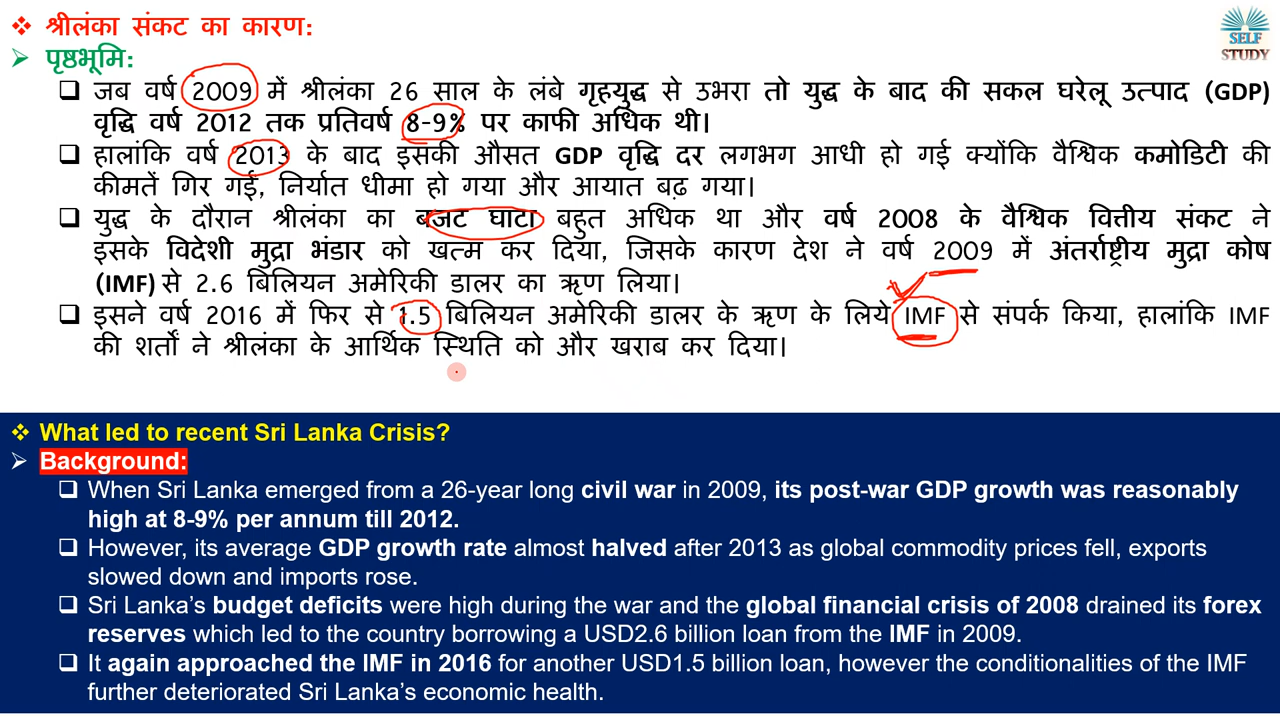 ❖ श्रीलंका संकट का कारण:
SELF
STUDY
➢ पृष्ठभूमि:
❑ जब वर्ष 2009 में श्रीलंका 26 साल के लंबे गृहयुद्ध से उभरा तो युद्ध के बाद की सकल घरेलू उत्पाद (GDP)
वृद्धि वर्ष 2012 तक प्रतिवर्ष 8-9% पर काफी अधिक थी।
❑ हालांकि वर्ष 2013 के बाद इसकी औसत GDP वृद्धि दर लगभग आधी हो गई क्योंकि वैश्विक कमोडिटी की
कीमतें गिर गई, निर्यात धीमा हो गया और आयात बढ़ गया।
❑ युद्ध के दौरान श्रीलंका का बजट घाटा बहुत अधिक था और वर्ष 2008 के वैश्विक वित्तीय संकट ने
इसके विदेशी मुद्रा भंडार को खत्म कर दिया, जिसके कारण देश ने वर्ष 2009 में अंतर्राष्ट्रीय मुद्रा कोष
(IMF) से 2.6 बिलियन अमेरिकी डालर का ऋण लिया।
❑ इसने वर्ष 2016 में फिर से 1.5 बिलियन अमेरिकी डालर के ऋण के लिये IMF से संपर्क किया, हालांकि IMF
की शर्तों ने श्रीलंका के आर्थिक स्थिति को और खराब कर दिया।
❖ What led to recent Sri Lanka Crisis?
➢ Background:
❑ When Sri Lanka emerged from a 26-year long civil war in 2009, its post-war GDP growth was reasonably
high at 8-9% per annum till 2012.
❑ However, its average GDP growth rate almost halved after 2013 as global commodity prices fell, exports
slowed down and imports rose.
❑ Sri Lanka's budget deficits were high during the war and the global financial crisis of 2008 drained its forex
reserves which led to the country borrowing a USD2.6 billion loan from the IMF in 2009.
❑ It again approached the IMF in 2016 for another USD1.5 billion loan, however the conditionalities of the IMF
further deteriorated Sri Lanka's economic health.